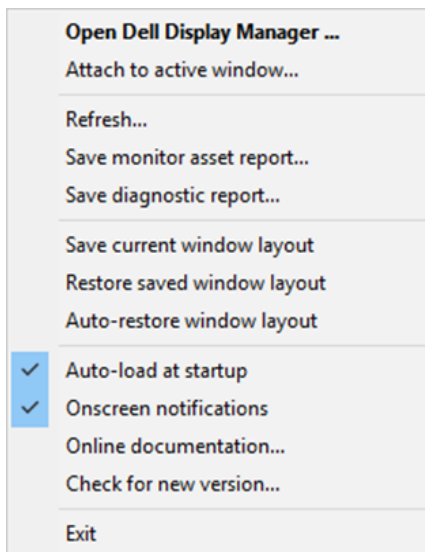 Open Dell Display Manager ...
Attach to active window...
Refresh...
Save monitor asset report...
Save diagnostic report...
Save current window layout
Restore saved window layout
Auto-restore window layout
Auto-load at startup
Onscreen notifications
Online documentation...
Check for new version...
Exit